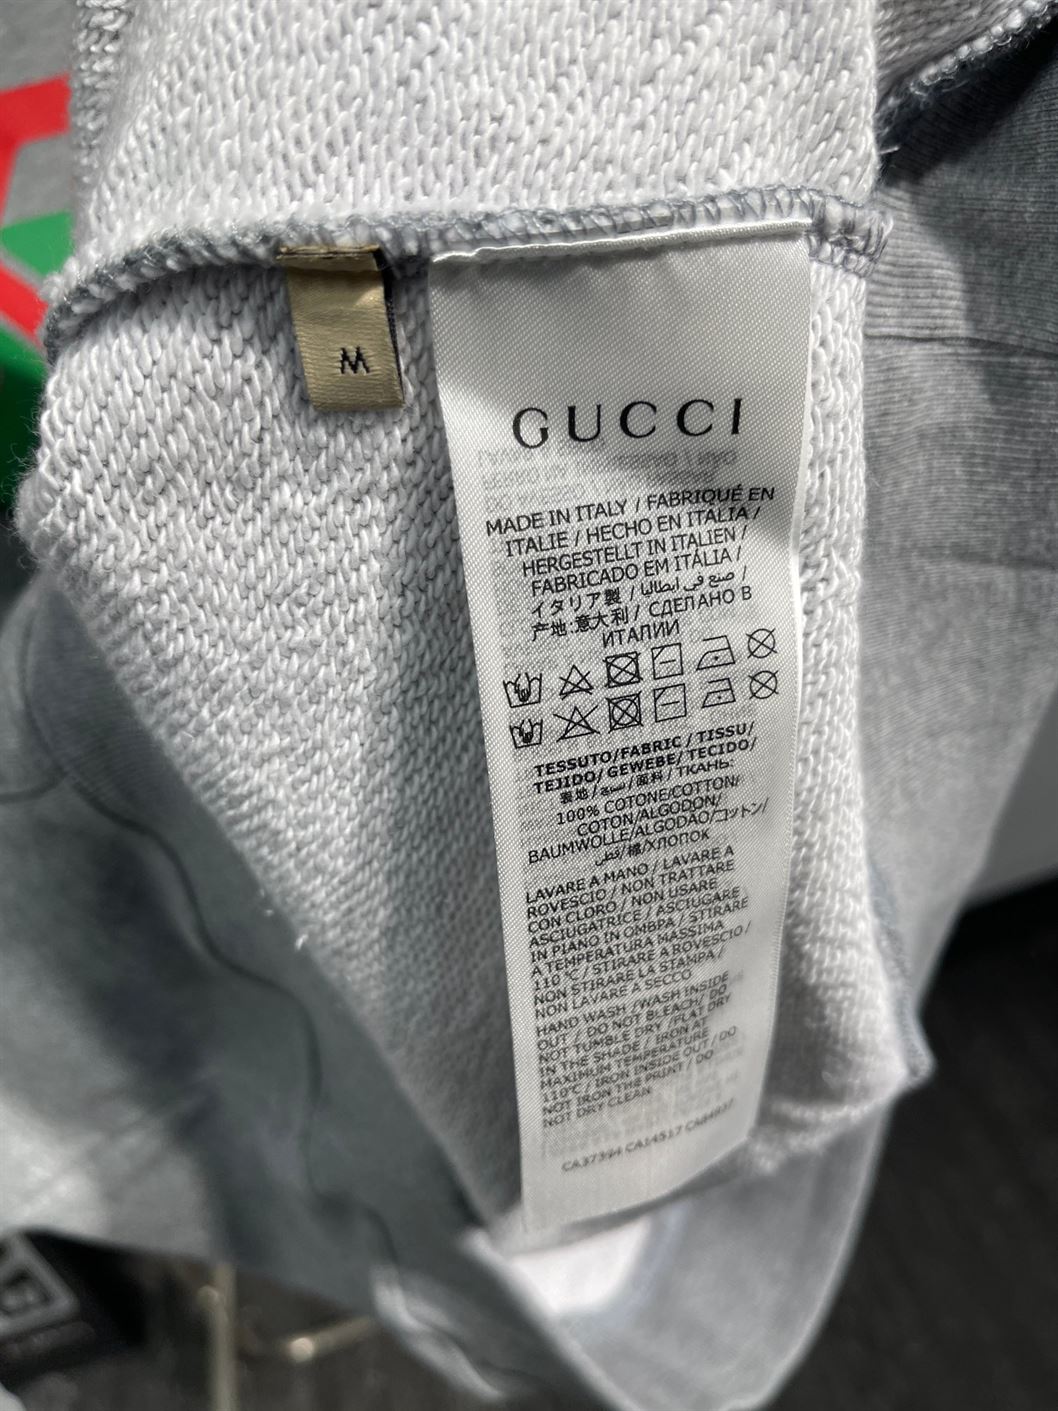 M
GUCCI
MADE IN ITALY / FABRIQUÉ EN
ITALIE / HECHO EN ITALIA /
HERGESTELLT IN ITALIEN /
FABRICADO EM ITÁLIA /
イタリア製 / صنع في ايطاليا /
产地:意大利 / СДЕЛАНО В
ИТАЛИИ
TESSUTO/FABRIC / TISSU/
TEJIDO/ GEWEBE/ TECIDO/
表地 / نسيج / 面料 / ТКАНЬ:
100% COTONE/COTTON/
COTON/ALGODON/
BAUMWOLLE/ALGODÃO/コットン/
قطن/棉/ХЛОПОК
LAVARE A MANO / LAVARE A
ROVESCIO / NON TRATTARE
CON CLORO / NON USARE
ASCIUGATRICE / ASCIUGARE
IN PIANO IN OMBRA / STIRARE
A TEMPERATURA MASSIMA
110°C / STIRARE A ROVESCIO /
NON STIRARE LA STAMPA /
NON LAVARE A SECCO
HAND WASH /WASH INSIDE
OUT / DO NOT BLEACH/ DO
NOT TUMBLE DRY /FLAT DRY
IN THE SHADE / IRON AT
MAXIMUM TEMPERATURE
110°C / IRON INSIDE OUT / DO
NOT IRON THE PRINT / DO
NOT DRY CLEAN
CA37394 CA14517